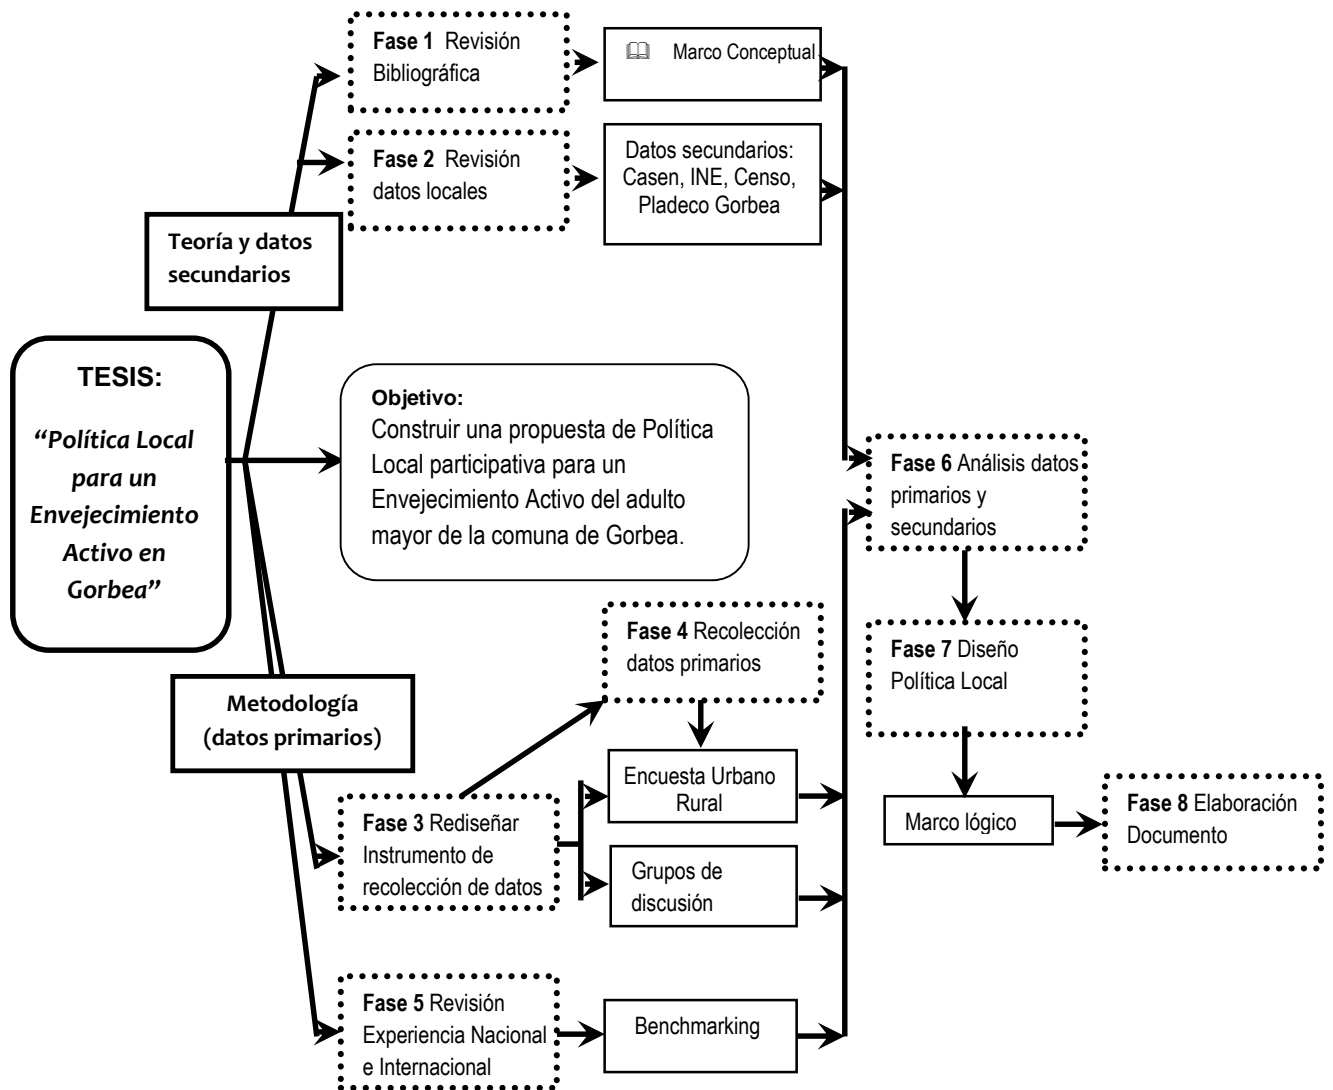 Fase 1 Revisión
Bibliográfica
Marco Conceptual
Fase 2 Revisión
datos locales
Datos secundarios:
Casen, INE, Censo,
Pladeco Gorbea
Teoría y datos
secundarios
TESIS:
“Política Local
para un
Envejecimiento
Activo en
Gorbea”
Objetivo:
Construir una propuesta de Política
Local participativa para un
Envejecimiento Activo del adulto
mayor de la comuna de Gorbea.
Metodología
(datos primarios)
Fase 3 Rediseñar
Instrumento de
recolección de datos
Fase 4 Recolección
datos primarios
Encuesta Urbano
Rural
Grupos de
discusión
Fase 5 Revisión
Experiencia Nacional
e Internacional
Benchmarking
Fase 6 Análisis datos
primarios y
secundarios
Fase 7 Diseño
Política Local
Marco lógico
Fase 8 Elaboración
Documento